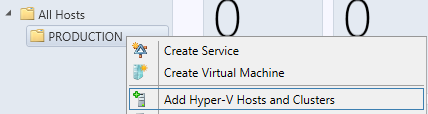 All Hosts
0
0
PRODUCTION
Create Service
Create Virtual Machine
Add Hyper-V Hosts and Clusters